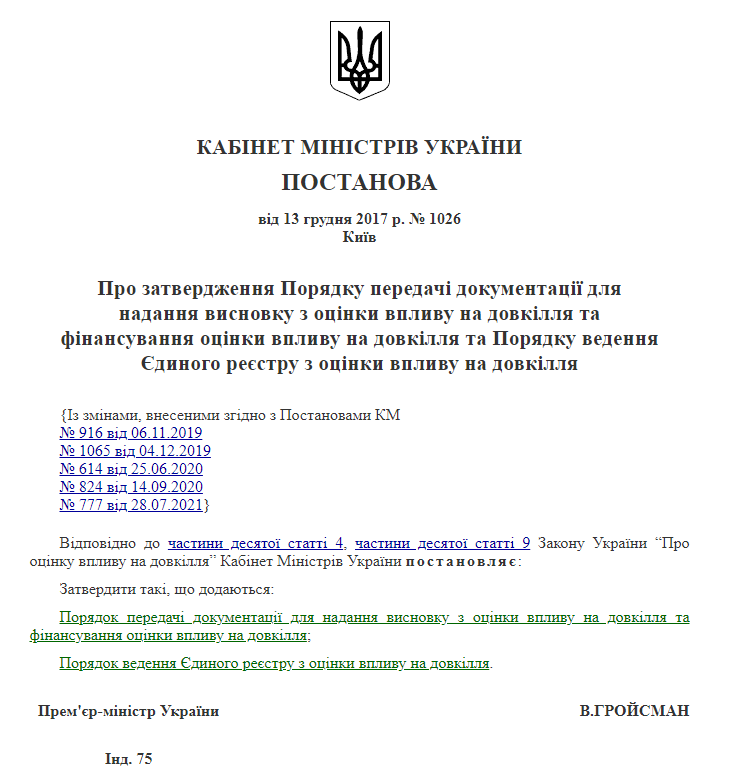 КАБІНЕТ МІНІСТРІВ УКРАЇНИ
ПОСТАНОВА
від 13 грудня 2017 р. № 1026
Київ
Про затвердження Порядку передачі документації для
надання висновку з оцінки впливу на довкілля та
фінансування оцінки впливу на довкілля та Порядку ведення
Єдиного реєстру з оцінки впливу на довкілля
{Із змінами, внесеними згідно з Постановами КМ
№ 916 від 06.11.2019
№ 1065 від 04.12.2019
№ 614 від 25.06.2020
№ 824 від 14.09.2020
№ 777 від 28.07.2021}
Відповідно до частини десятої статті 4, частини десятої статті 9 Закону України “Про
оцінку впливу на довкілля” Кабінет Міністрів України постановляє:
Затвердити такі, що додаються:
Порядок передачі документації для надання висновку з оцінки впливу на довкілля та
фінансування оцінки впливу на довкілля;
Порядок ведення Єдиного реєстру з оцінки впливу на довкілля.
Прем'єр-міністр України В.ГРОЙСМАН
Інд. 75